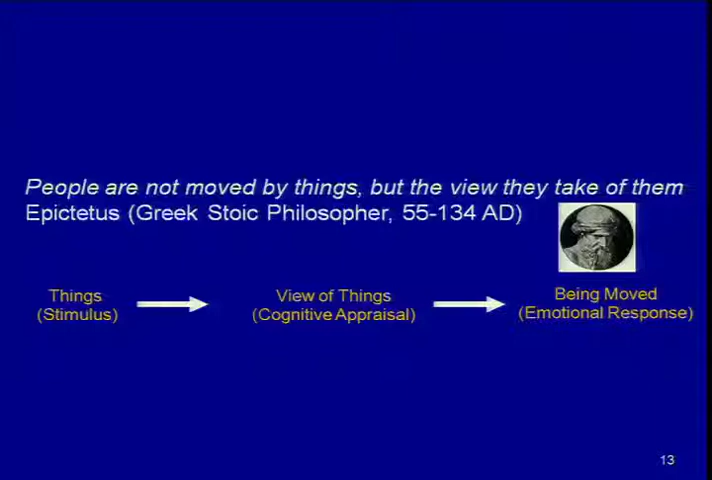 People are not moved by things, but the view they take of them
Epictetus (Greek Stoic Philosopher, 55-134 AD)
Things
(Stimulus)
View of Things
(Cognitive Appraisal)
Being Moved
(Emotional Response)
13